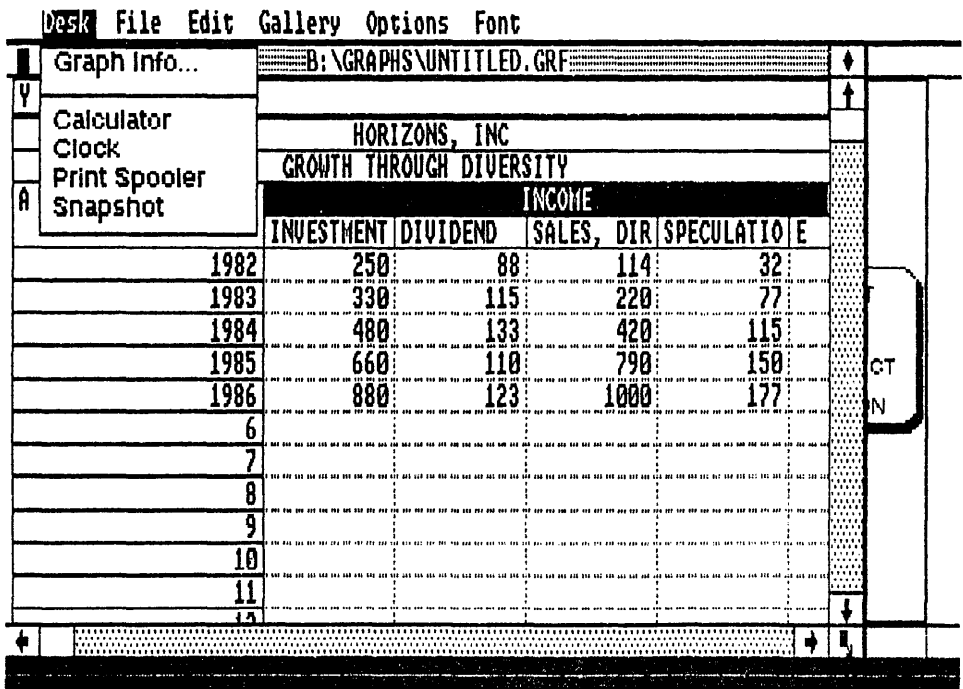 Desk File Edit Gallery Options Font
Graph Info...
B:\GRAPHS\UNTITLED.GRF
Y
Calculator
Clock
HORIZONS, INC
Print Spooler
GROWTH THROUGH DIVERSITY
A
Snapshot
INCOME
INVESTMENT DIVIDEND SALES, DIR SPECULATIO E
1982 250 88 114 32
1983 330 115 220 77
1984 480 133 420 115
1985 660 110 790 150
CT
1986 880 123 1000 177
N
6
7
8
9
10
11